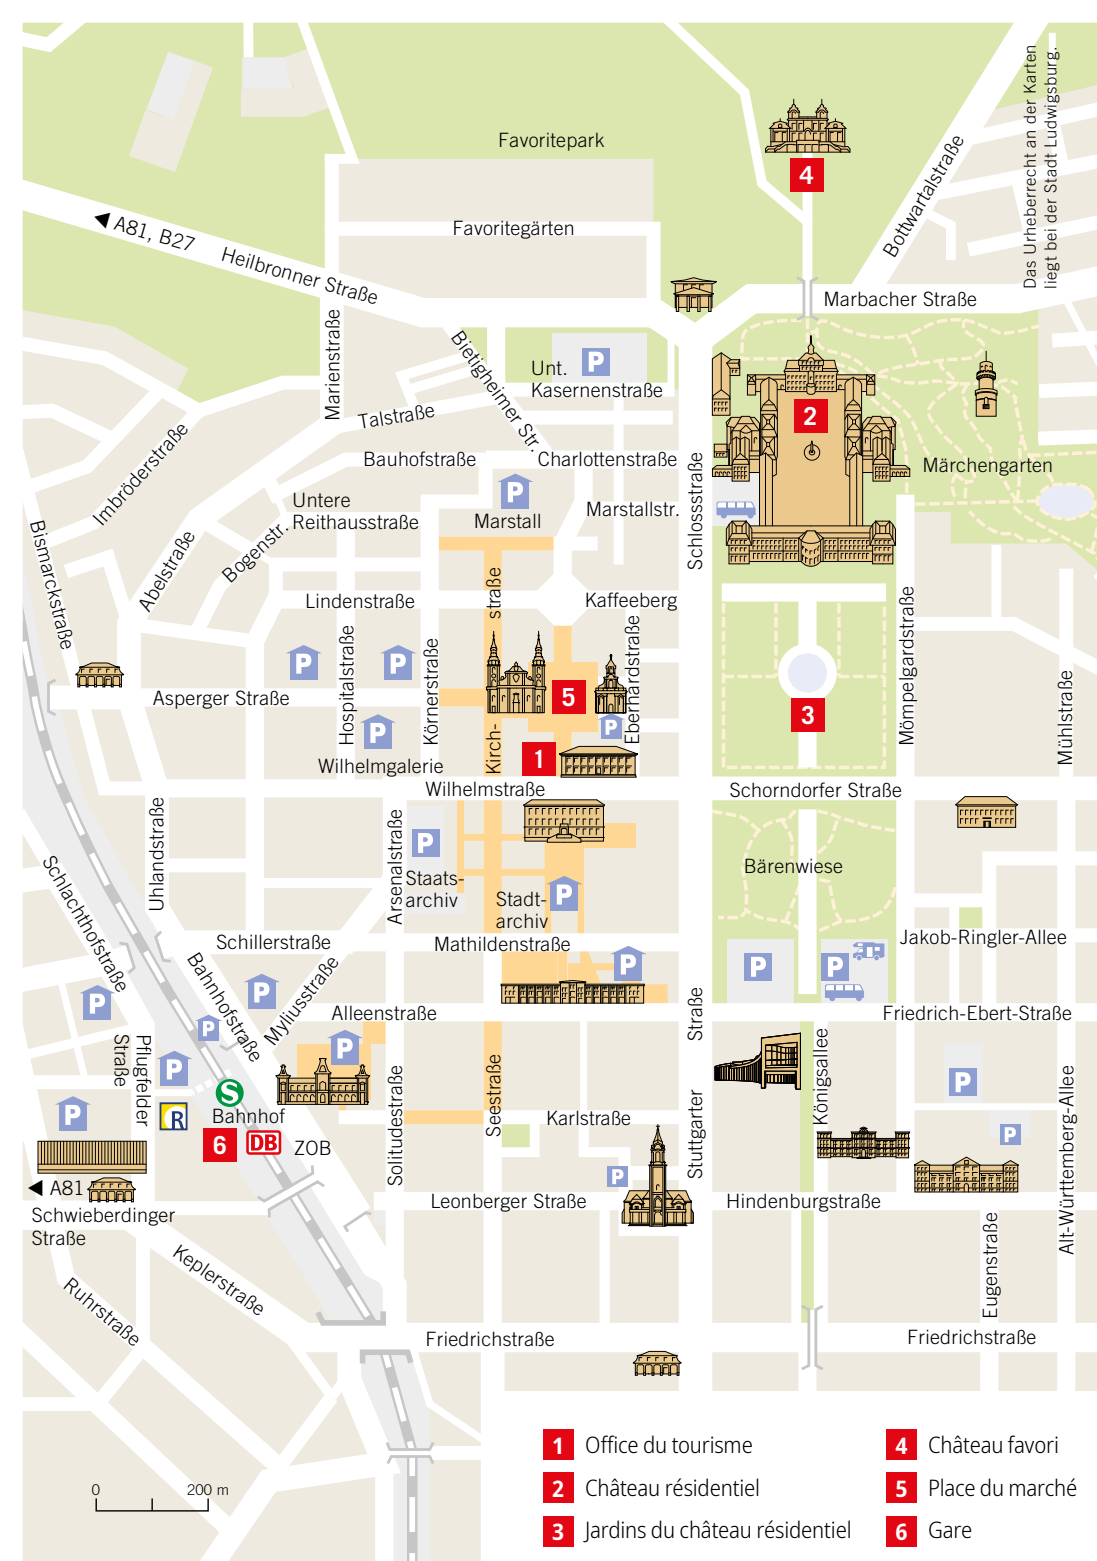 Das Urheberrecht an der Karten
liegt bei der Stadt Ludwigsburg.
Favoritepark
4
Bottwartalstraße
A81, B27
Heilbronner Straße
Favoritegärten
Marbacher Straße
Marienstraße
Bietigheimer Str.
P
Unt.
Kasernenstraße
2
Talstraße
Imbröderstraße
Bauhofstraße
Charlottenstraße
Schlossstraße
Märchengarten
P
Marstall
Untere
Reithausstraße
Marstallstr.
Bismarckstraße
Abelstraße
Bogenstr.
Lindenstraße
Kirch-
straße
Kaffeeberg
Mömpelgardstraße
Hospitalstraße
Körnerstraße
Eberhardstraße
P
P
5
3
Asperger Straße
Mühlstraße
P
P
Wilhelmgalerie
1
Wilhelmstraße
Schorndorfer Straße
Uhlandstraße
Arsenalstraße
P
Staats-
archiv
Bärenwiese
Schlachthofstraße
P
Stadt-
archiv
Schillerstraße
Mathildenstraße
Jakob-Ringler-Allee
Bahnhofstraße
Myliusstraße
P
P
P
P
P
Alleenstraße
Friedrich-Ebert-Straße
P
P
Pflugfelder
Straße
P
Solitudestraße
Seestraße
Stuttgarter
Straße
Königsallee
P
Alt-Württemberg-Allee
S
P
R
Bahnhof
6
DB
ZOB
Karlstraße
P
P
A81
Schwieberdinger
Straße
Leonberger Straße
Hindenburgstraße
Keplerstraße
Ruhrstraße
Eugenstraße
Friedrichstraße
Friedrichstraße
0
200 m
1 Office du tourisme
2 Château résidentiel
3 Jardins du château résidentiel
4 Château favori
5 Place du marché
6 Gare